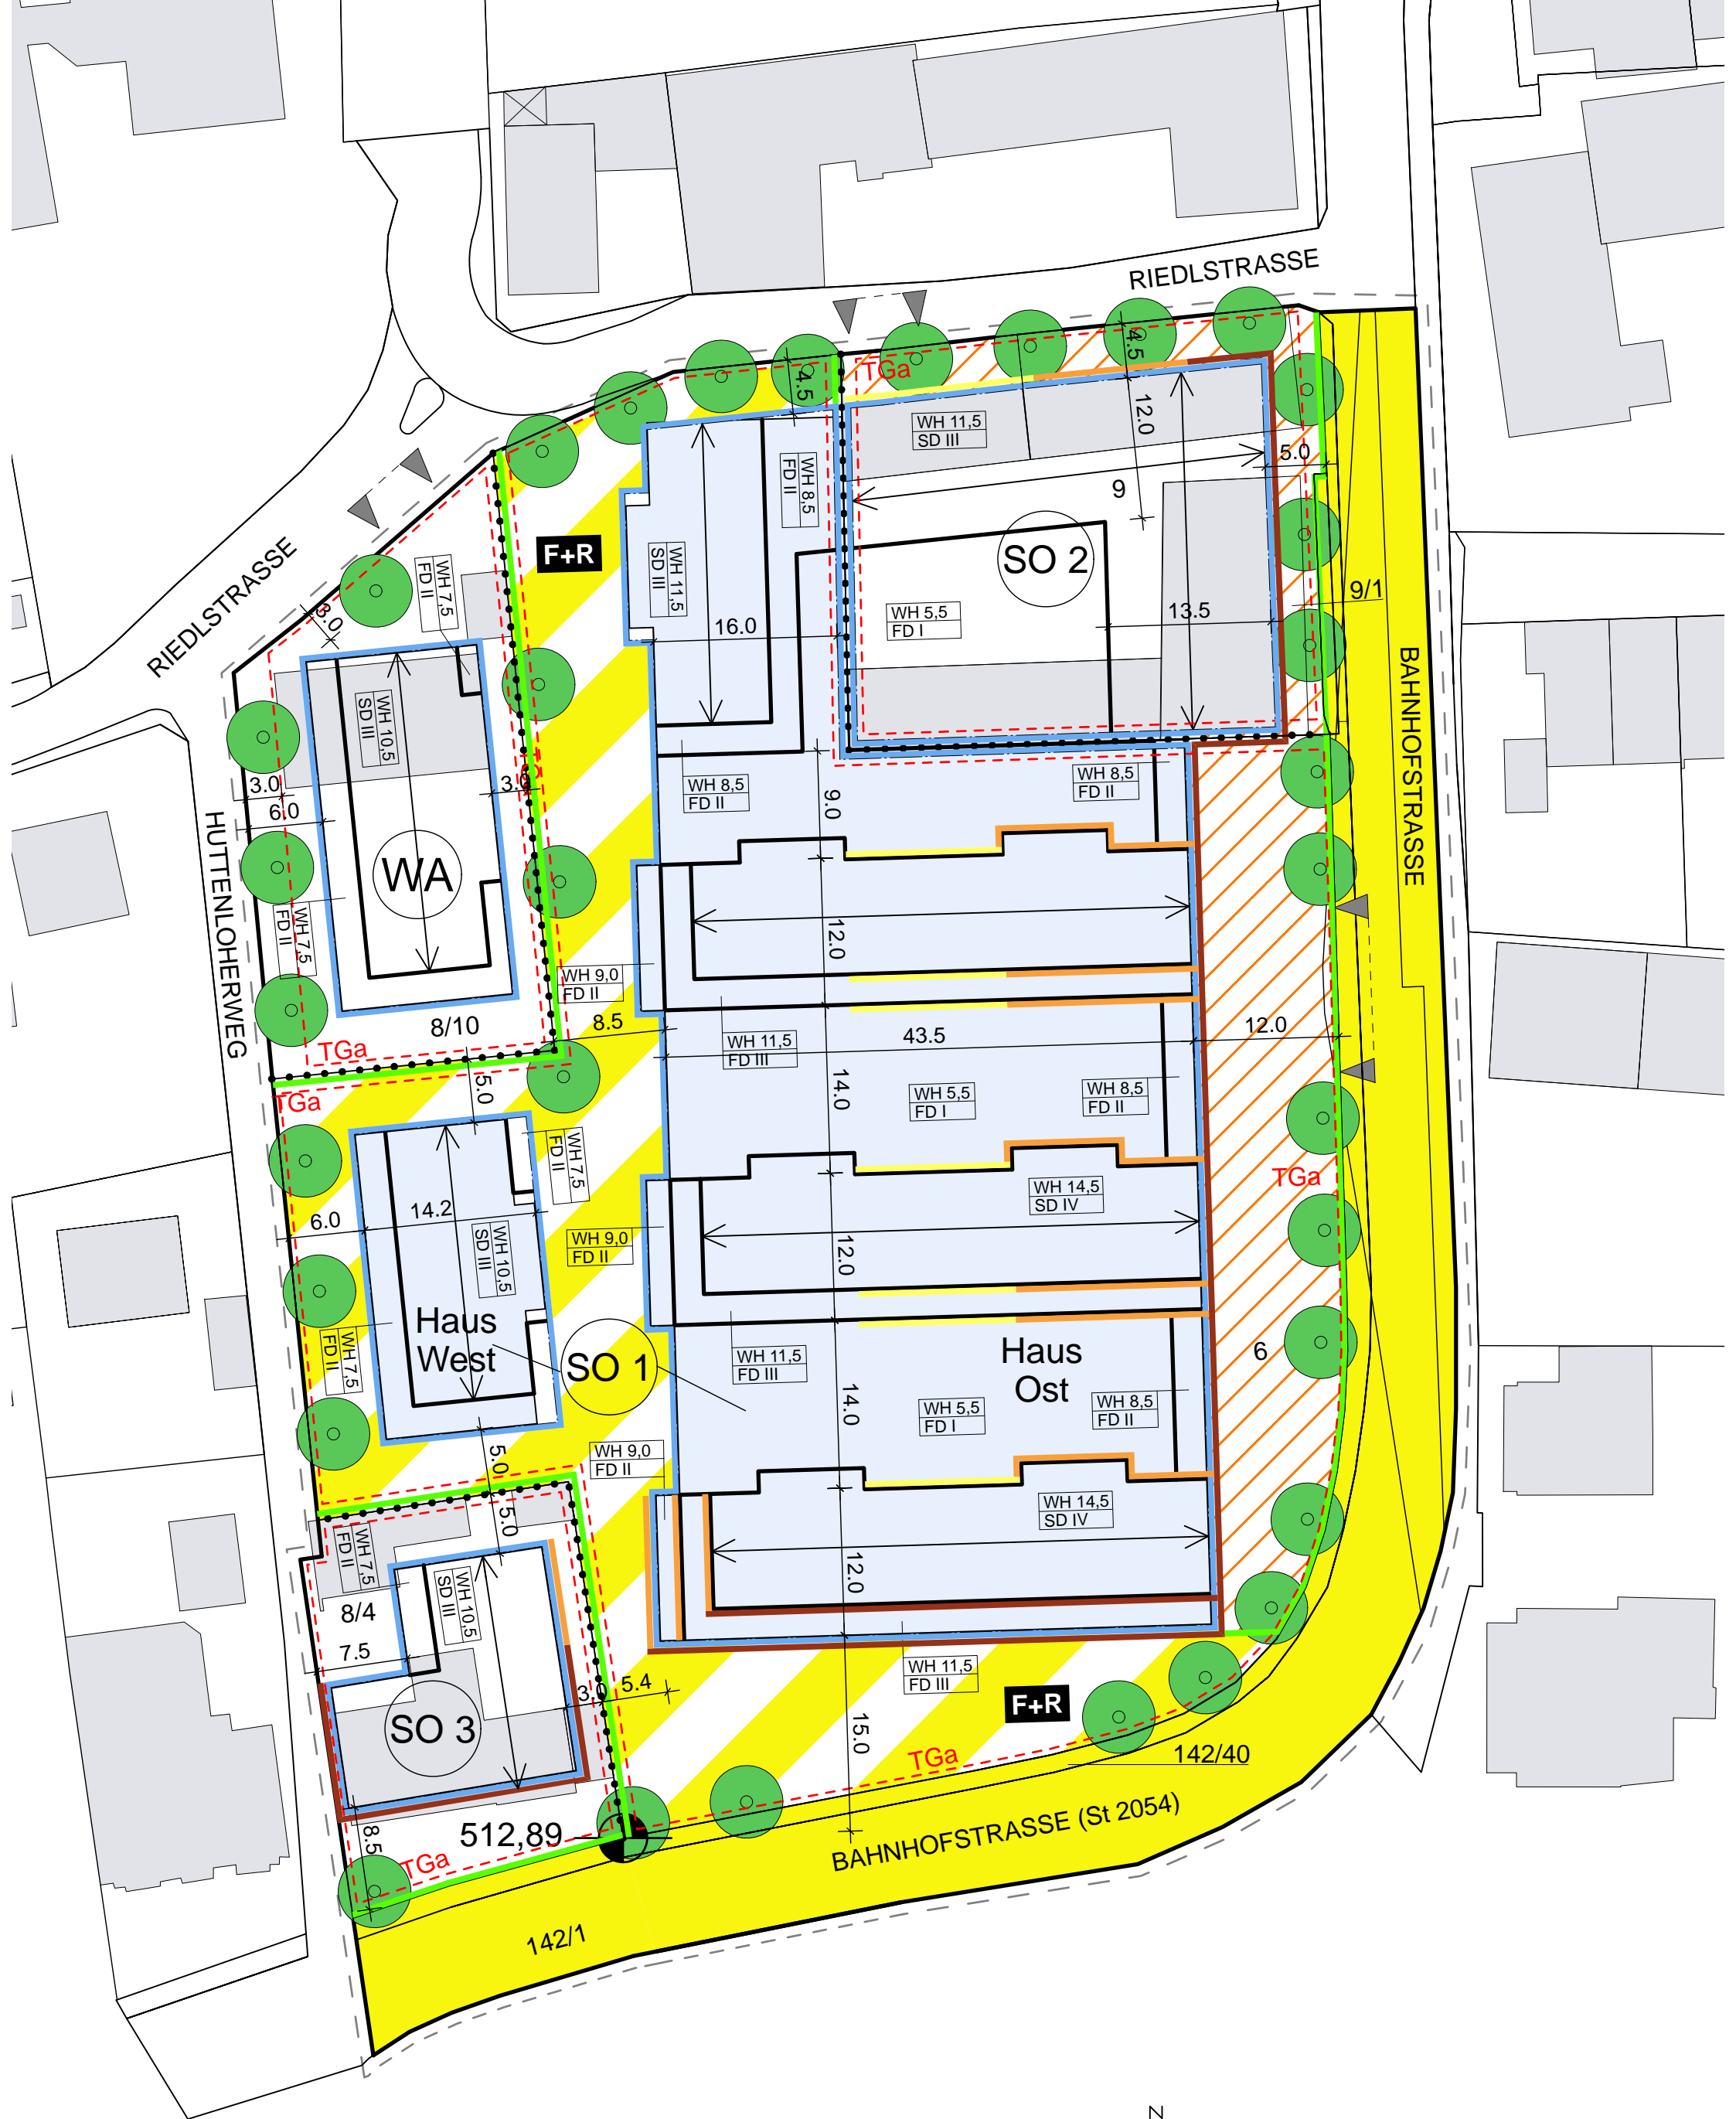 RIEDLSTRASSE
TGa
4.5
4.5
12.0
WH 11,5
SD III
5.0
9
WH 8,5
FD II
F+R
SO 2
WH 11,5
SD III
WH 7,5
FD II
RIEDLSTRASSE
3.0
9/1
WH 5,5
FD I
16.0
13.5
BAHNHOFSTRASSE
WH 10,5
SD III
3.0
3.0
6.0
WH 8,5
FD II
WH 8,5
FD II
9.0
HUTTENLOHERWEG
WA
WH 7,5
FD II
12.0
WH 9,0
FD II
8/10
8.5
43.5
12.0
WH 11,5
FD III
TGa
TGa
5.0
14.0
WH 5,5
FD I
WH 8,5
FD II
WH 7,5
FD II
TGa
WH 14,5
SD IV
6.0
14.2
WH 10,5
SD III
WH 9,0
FD II
12.0
Haus
West
SO 1
Haus
Ost
6
WH 7,5
FD II
WH 11,5
FD III
14.0
WH 5,5
FD I
WH 8,5
FD II
5.0
WH 9,0
FD II
5.0
WH 14,5
SD IV
WH 7,5
FD II
WH 10,5
SD III
12.0
8/4
7.5
3.0
5.4
WH 11,5
FD III
F+R
SO 3
15.0
TGa
142/40
8.5
512,89
TGa
BAHNHOFSTRASSE (St 2054)
142/1
N